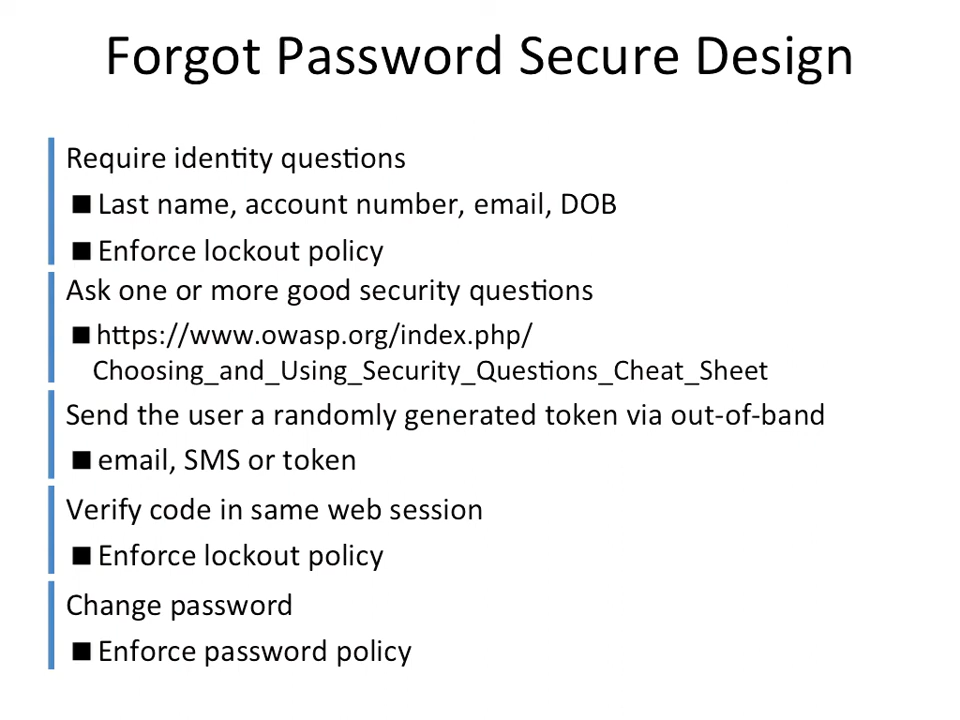 Forgot Password Secure Design
Require identity questions
■ Last name, account number, email, DOB
■ Enforce lockout policy
Ask one or more good security questions
■ https://www.owasp.org/index.php/
Choosing_and_Using_Security_Questions_Cheat_Sheet
Send the user a randomly generated token via out-of-band
■ email, SMS or token
Verify code in same web session
■ Enforce lockout policy
Change password
■ Enforce password policy